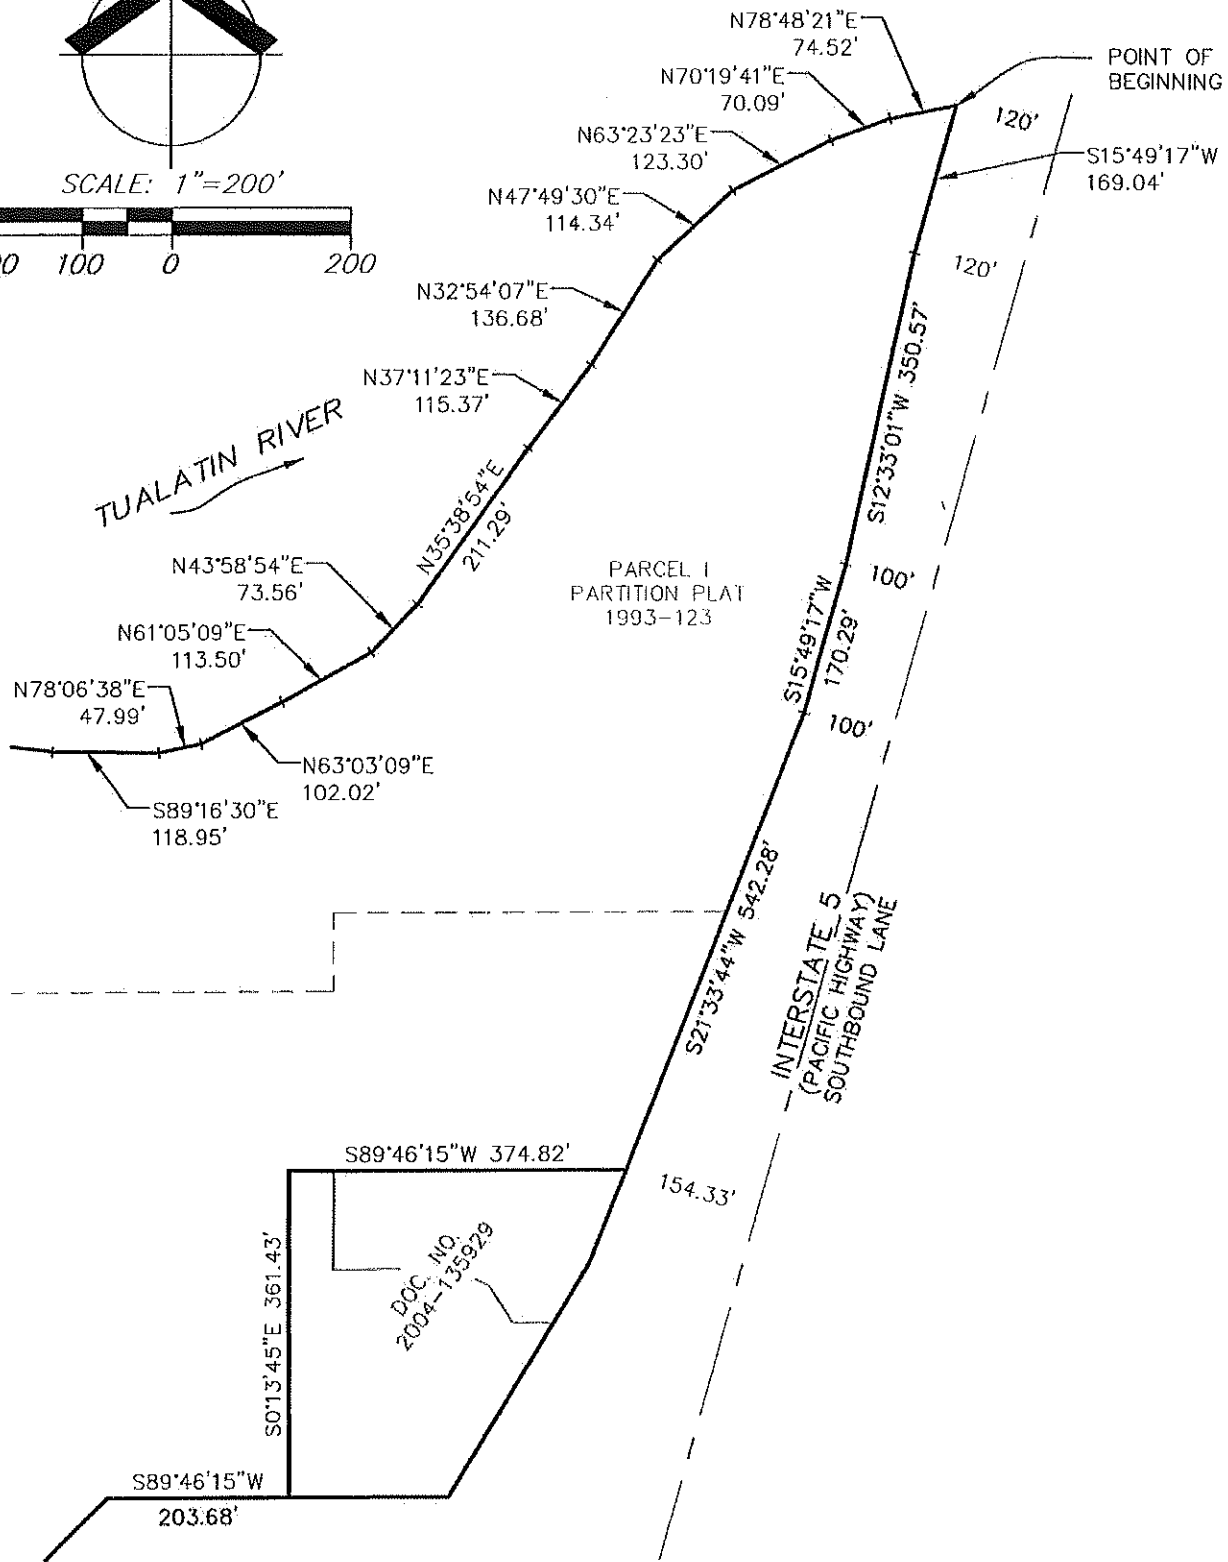 N78°48'21"E
74.52'
POINT OF
BEGINNING
N70°19'41"E
70.09'
120'
N63°23'23"E
123.30'
S15°49'17"W
169.04'
SCALE: 1"=200'
N47°49'30"E
114.34'
100
0
200
120'
N32°54'07"E
136.68'
S12°33'01"W 350.57'
N37°11'23"E
115.37'
TUALATIN RIVER
N35°38'54"E
211.29'
N43°58'54"E
73.56'
PARCEL I
PARTITION PLAT
1993-123
100'
S15°49'17"W
170.29'
N61°05'09"E
113.50'
N78°06'38"E
47.99'
100'
N63°03'09"E
102.02'
S89°16'30"E
118.95'
S21°33'44"W 542.28'
INTERSTATE 5
(PACIFIC HIGHWAY)
SOUTHBOUND LANE
S89°46'15"W 374.82'
154.33'
DOC. NO.
2004-135929
S0°13'45"E 361.43'
S89°46'15"W
203.68'